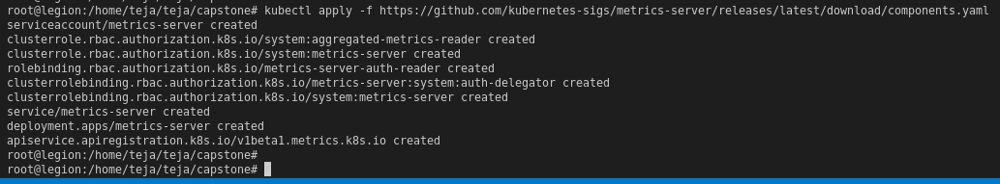 root@legion:/home/teja/teja/capstone# kubectl apply -f https://github.com/kubernetes-sigs/metrics-server/releases/latest/download/components.yaml
serviceaccount/metrics-server created
clusterrole.rbac.authorization.k8s.io/system:aggregated-metrics-reader created
clusterrole.rbac.authorization.k8s.io/system:metrics-server created
rolebinding.rbac.authorization.k8s.io/metrics-server-auth-reader created
clusterrolebinding.rbac.authorization.k8s.io/metrics-server:system:auth-delegator created
clusterrolebinding.rbac.authorization.k8s.io/system:metrics-server created
service/metrics-server created
deployment.apps/metrics-server created
apiservice.apiregistration.k8s.io/v1beta1.metrics.k8s.io created
root@legion:/home/teja/teja/capstone#
root@legion:/home/teja/teja/capstone#